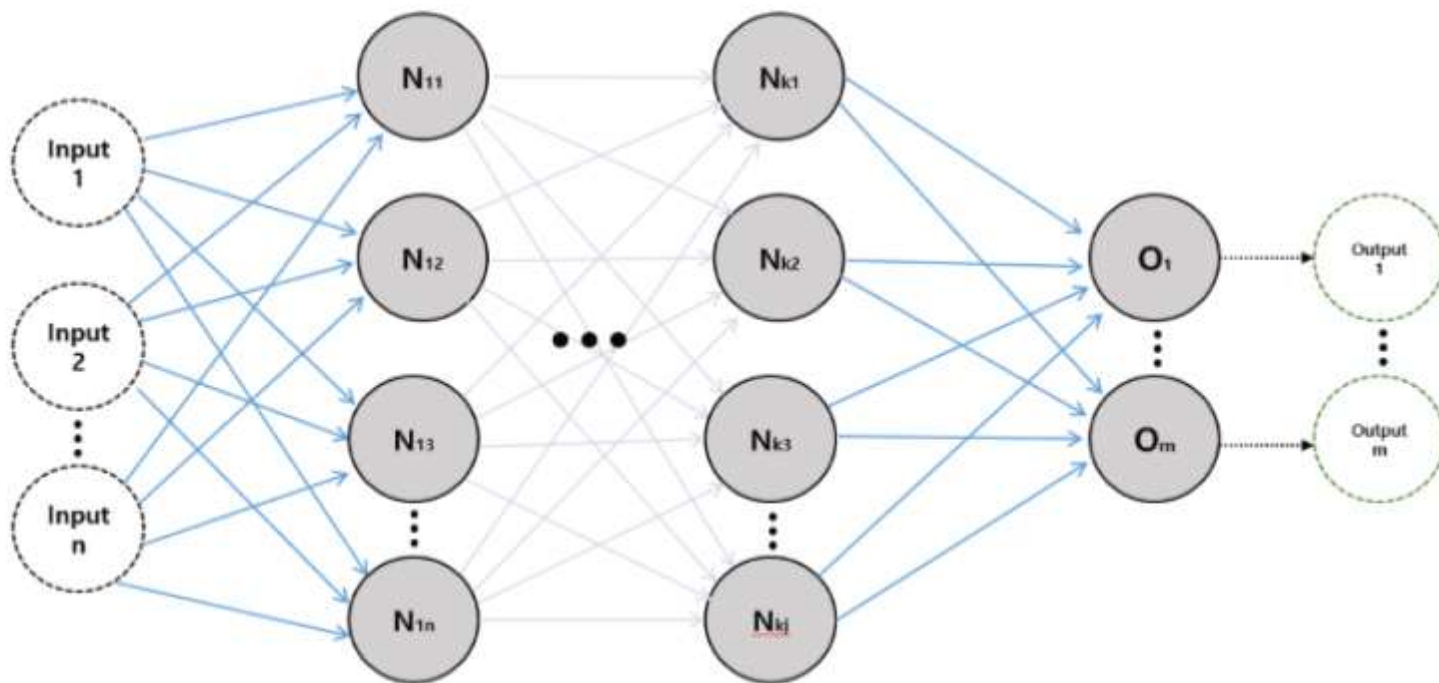 Input
1
Input
2
Input
n
N11
N12
N13
N1n
Nk1
Nk2
Nk3
Nkj
O1
Om
Output
1
Output
m